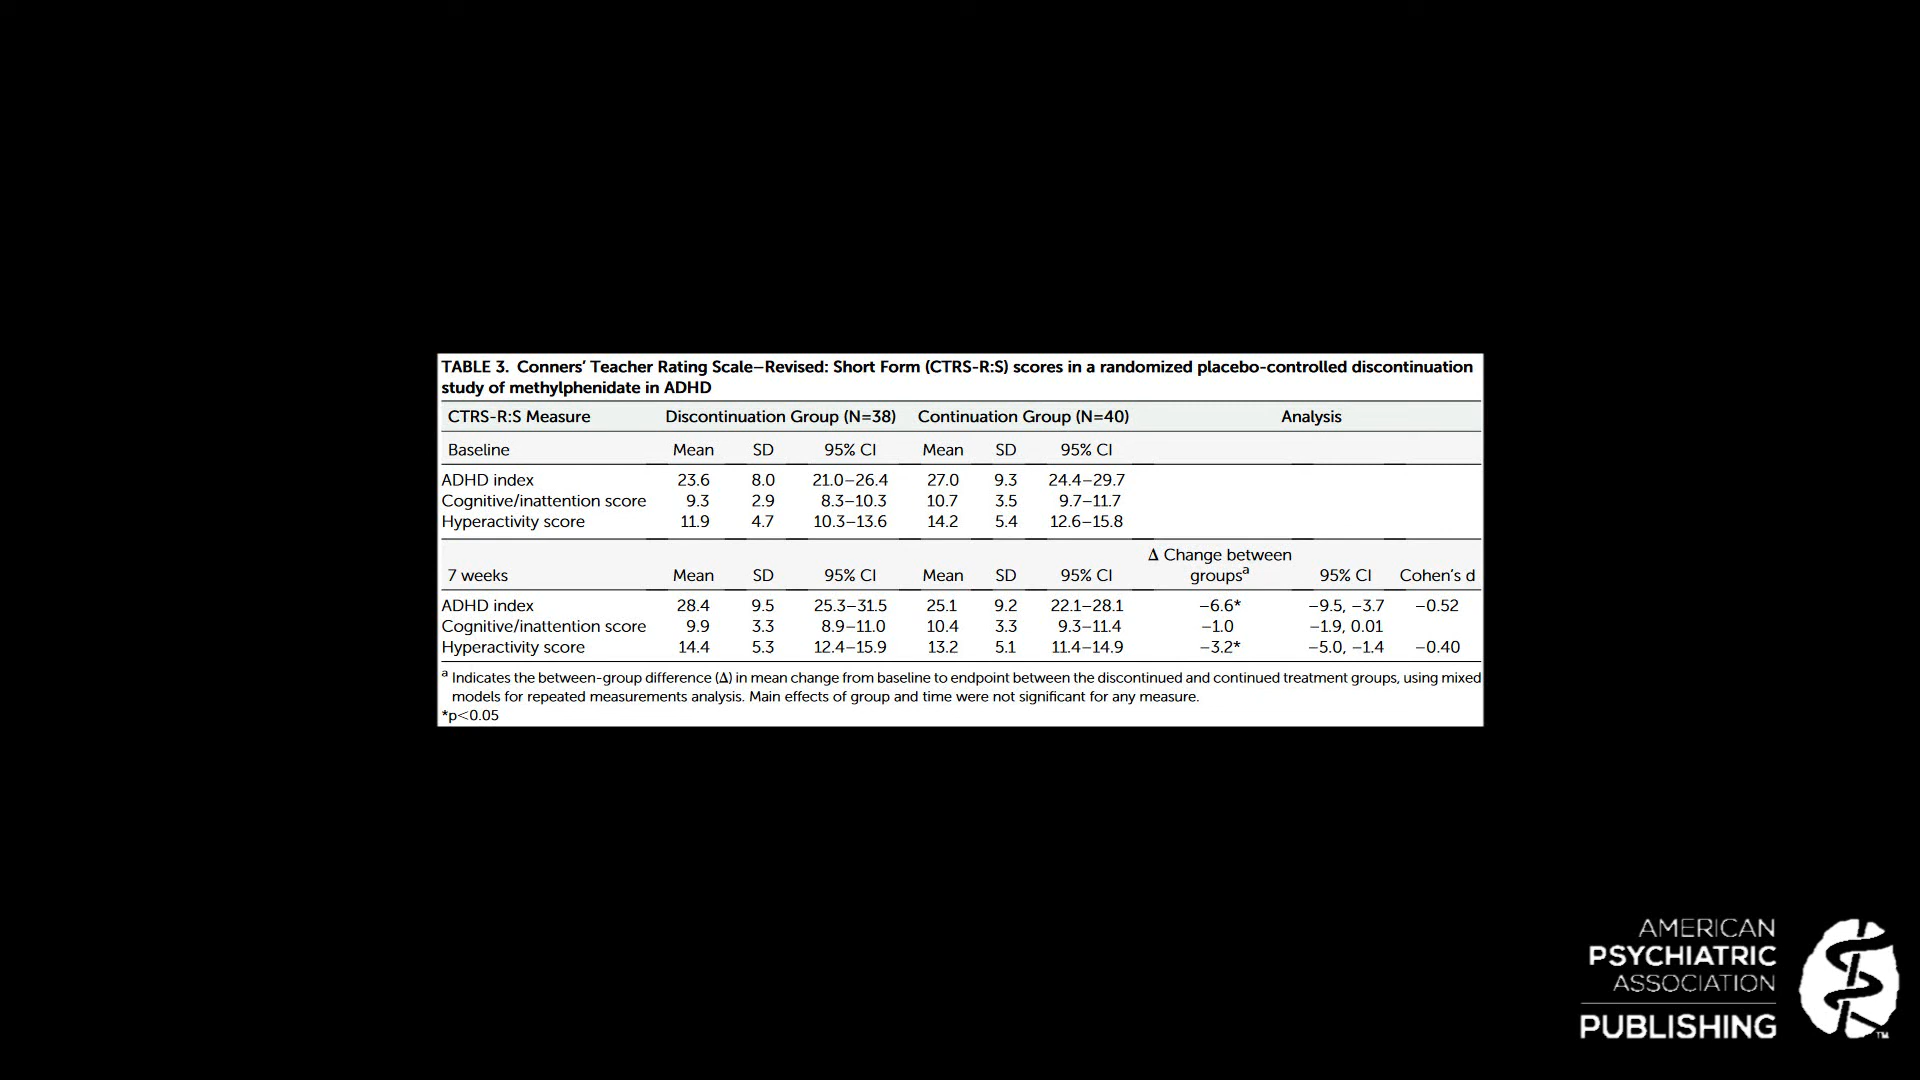 TABLE 3. Conners’ Teacher Rating Scale–Revised: Short Form (CTRS-R:S) scores in a randomized placebo-controlled discontinuation
study of methylphenidate in ADHD
CTRS-R:S Measure Discontinuation Group (N=38) Continuation Group (N=40) Analysis
Baseline Mean SD 95% CI Mean SD 95% CI
ADHD index 23.6 8.0 21.0–26.4 27.0 9.3 24.4–29.7
Cognitive/inattention score 9.3 2.9 8.3–10.3 10.7 3.5 9.7–11.7
Hyperactivity score 11.9 4.7 10.3–13.6 14.2 5.4 12.6–15.8
Δ Change between
7 weeks Mean SD 95% CI Mean SD 95% CI groupsa 95% CI Cohen’s d
ADHD index 28.4 9.5 25.3–31.5 25.1 9.2 22.1–28.1 −6.6* −9.5, −3.7 −0.52
Cognitive/inattention score 9.9 3.3 8.9–11.0 10.4 3.3 9.3–11.4 −1.0 −1.9, 0.01
Hyperactivity score 14.4 5.3 12.4–15.9 13.2 5.1 11.4–14.9 −3.2* −5.0, −1.4 −0.40
a Indicates the between-group difference (Δ) in mean change from baseline to endpoint between the discontinued and continued treatment groups, using mixed
models for repeated measurements analysis. Main effects of group and time were not significant for any measure.
*p<0.05
AMERICAN
PSYCHIATRIC
ASSOCIATION
PUBLISHING
TM